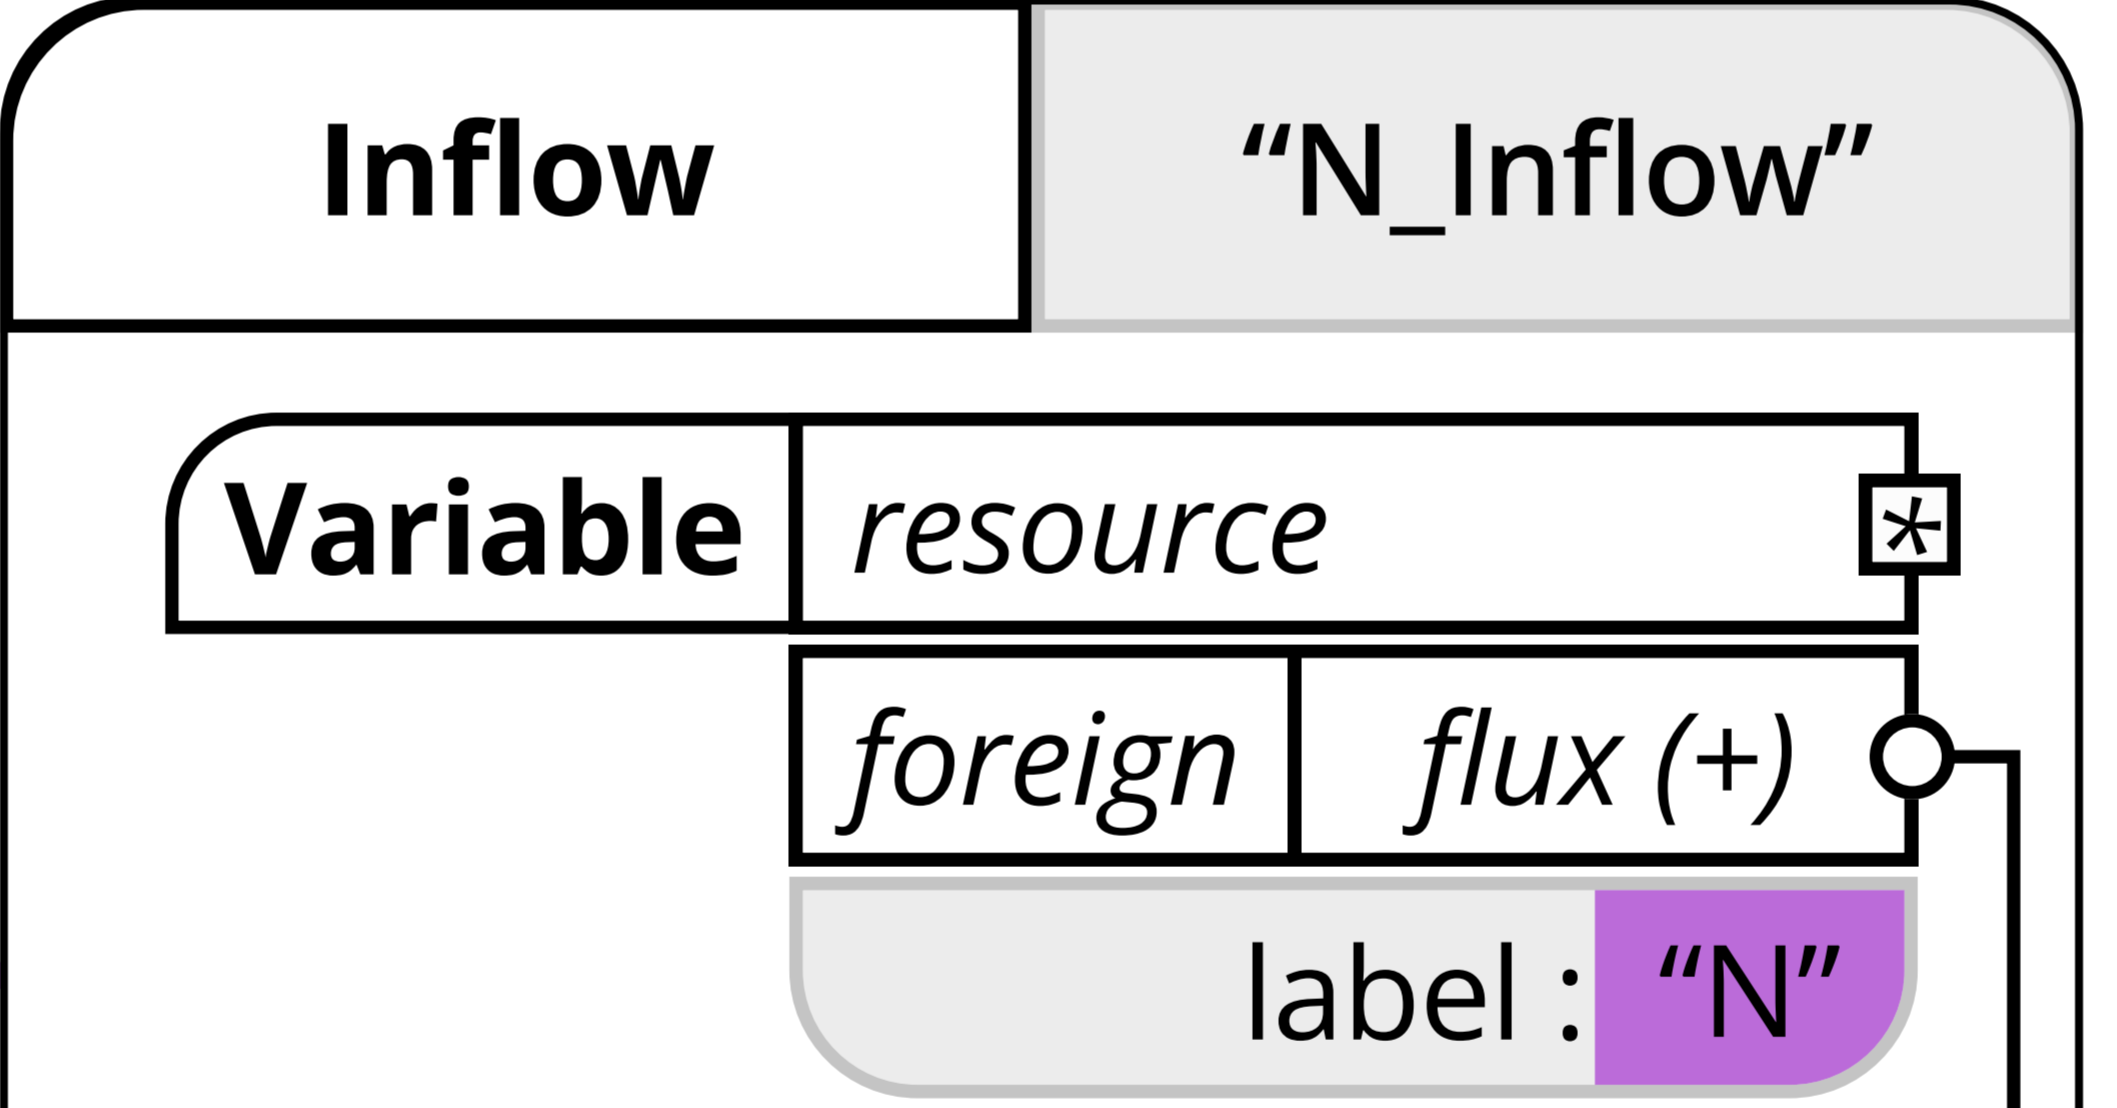 Inflow “N_Inflow”
Variable resource *
foreign flux (+)
label : “N”